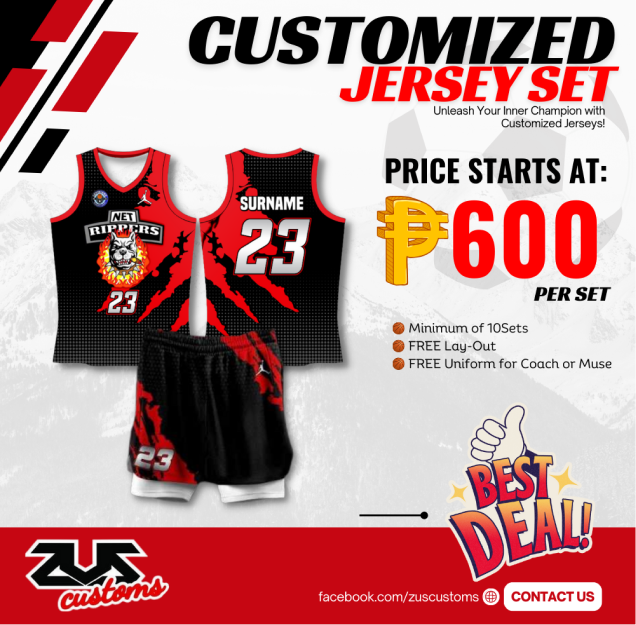 CUSTOMIZED
JERSEY SET
Unleash Your Inner Champion with
Customized Jerseys!
PRICE STARTS AT:
₱600
PER SET
Minimum of 10Sets
FREE Lay-Out
FREE Uniform for Coach or Muse
NET
RIPPERS
23
SURNAME
23
23
BEST
DEAL!
ZUS
customs
facebook.com/zuscustoms
CONTACT US